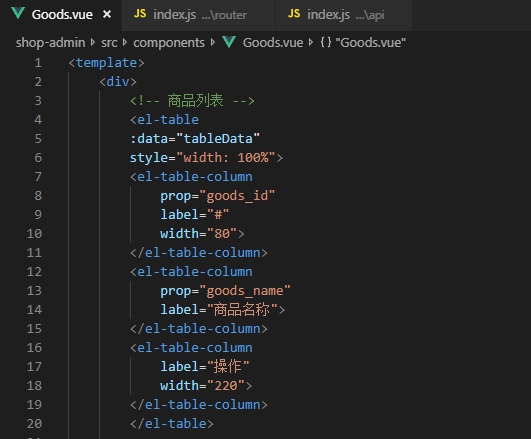 Goods.vue × JS index.js ...\router JS index.js ...\api
shop-admin > src > components > Goods.vue > {} "Goods.vue"
1 <template>
2 <div>
3 <!-- 商品列表 -->
4 <el-table
5 :data="tableData"
6 style="width: 100%">
7 <el-table-column
8 prop="goods_id"
9 label="#"
10 width="80">
11 </el-table-column>
12 <el-table-column
13 prop="goods_name"
14 label="商品名称">
15 </el-table-column>
16 <el-table-column
17 label="操作"
18 width="220">
19 </el-table-column>
20 </el-table>